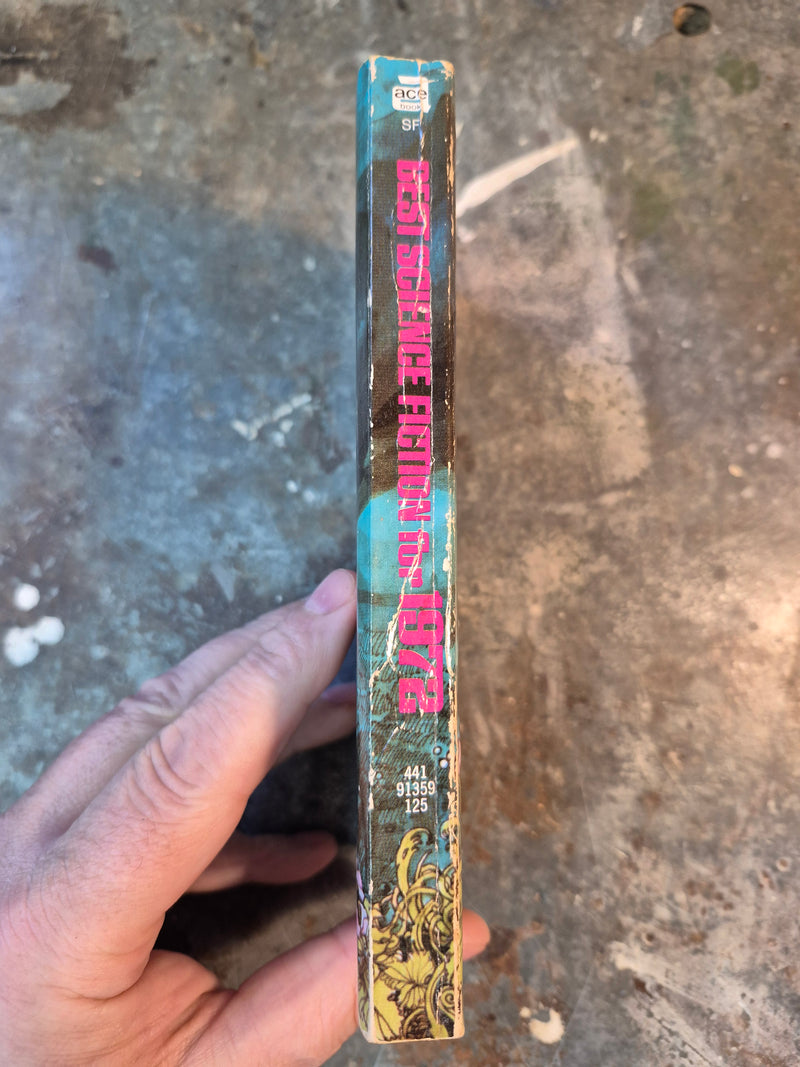 ace
book
SF
BEST SCIENCE FICTION for 1972
441
91359
125